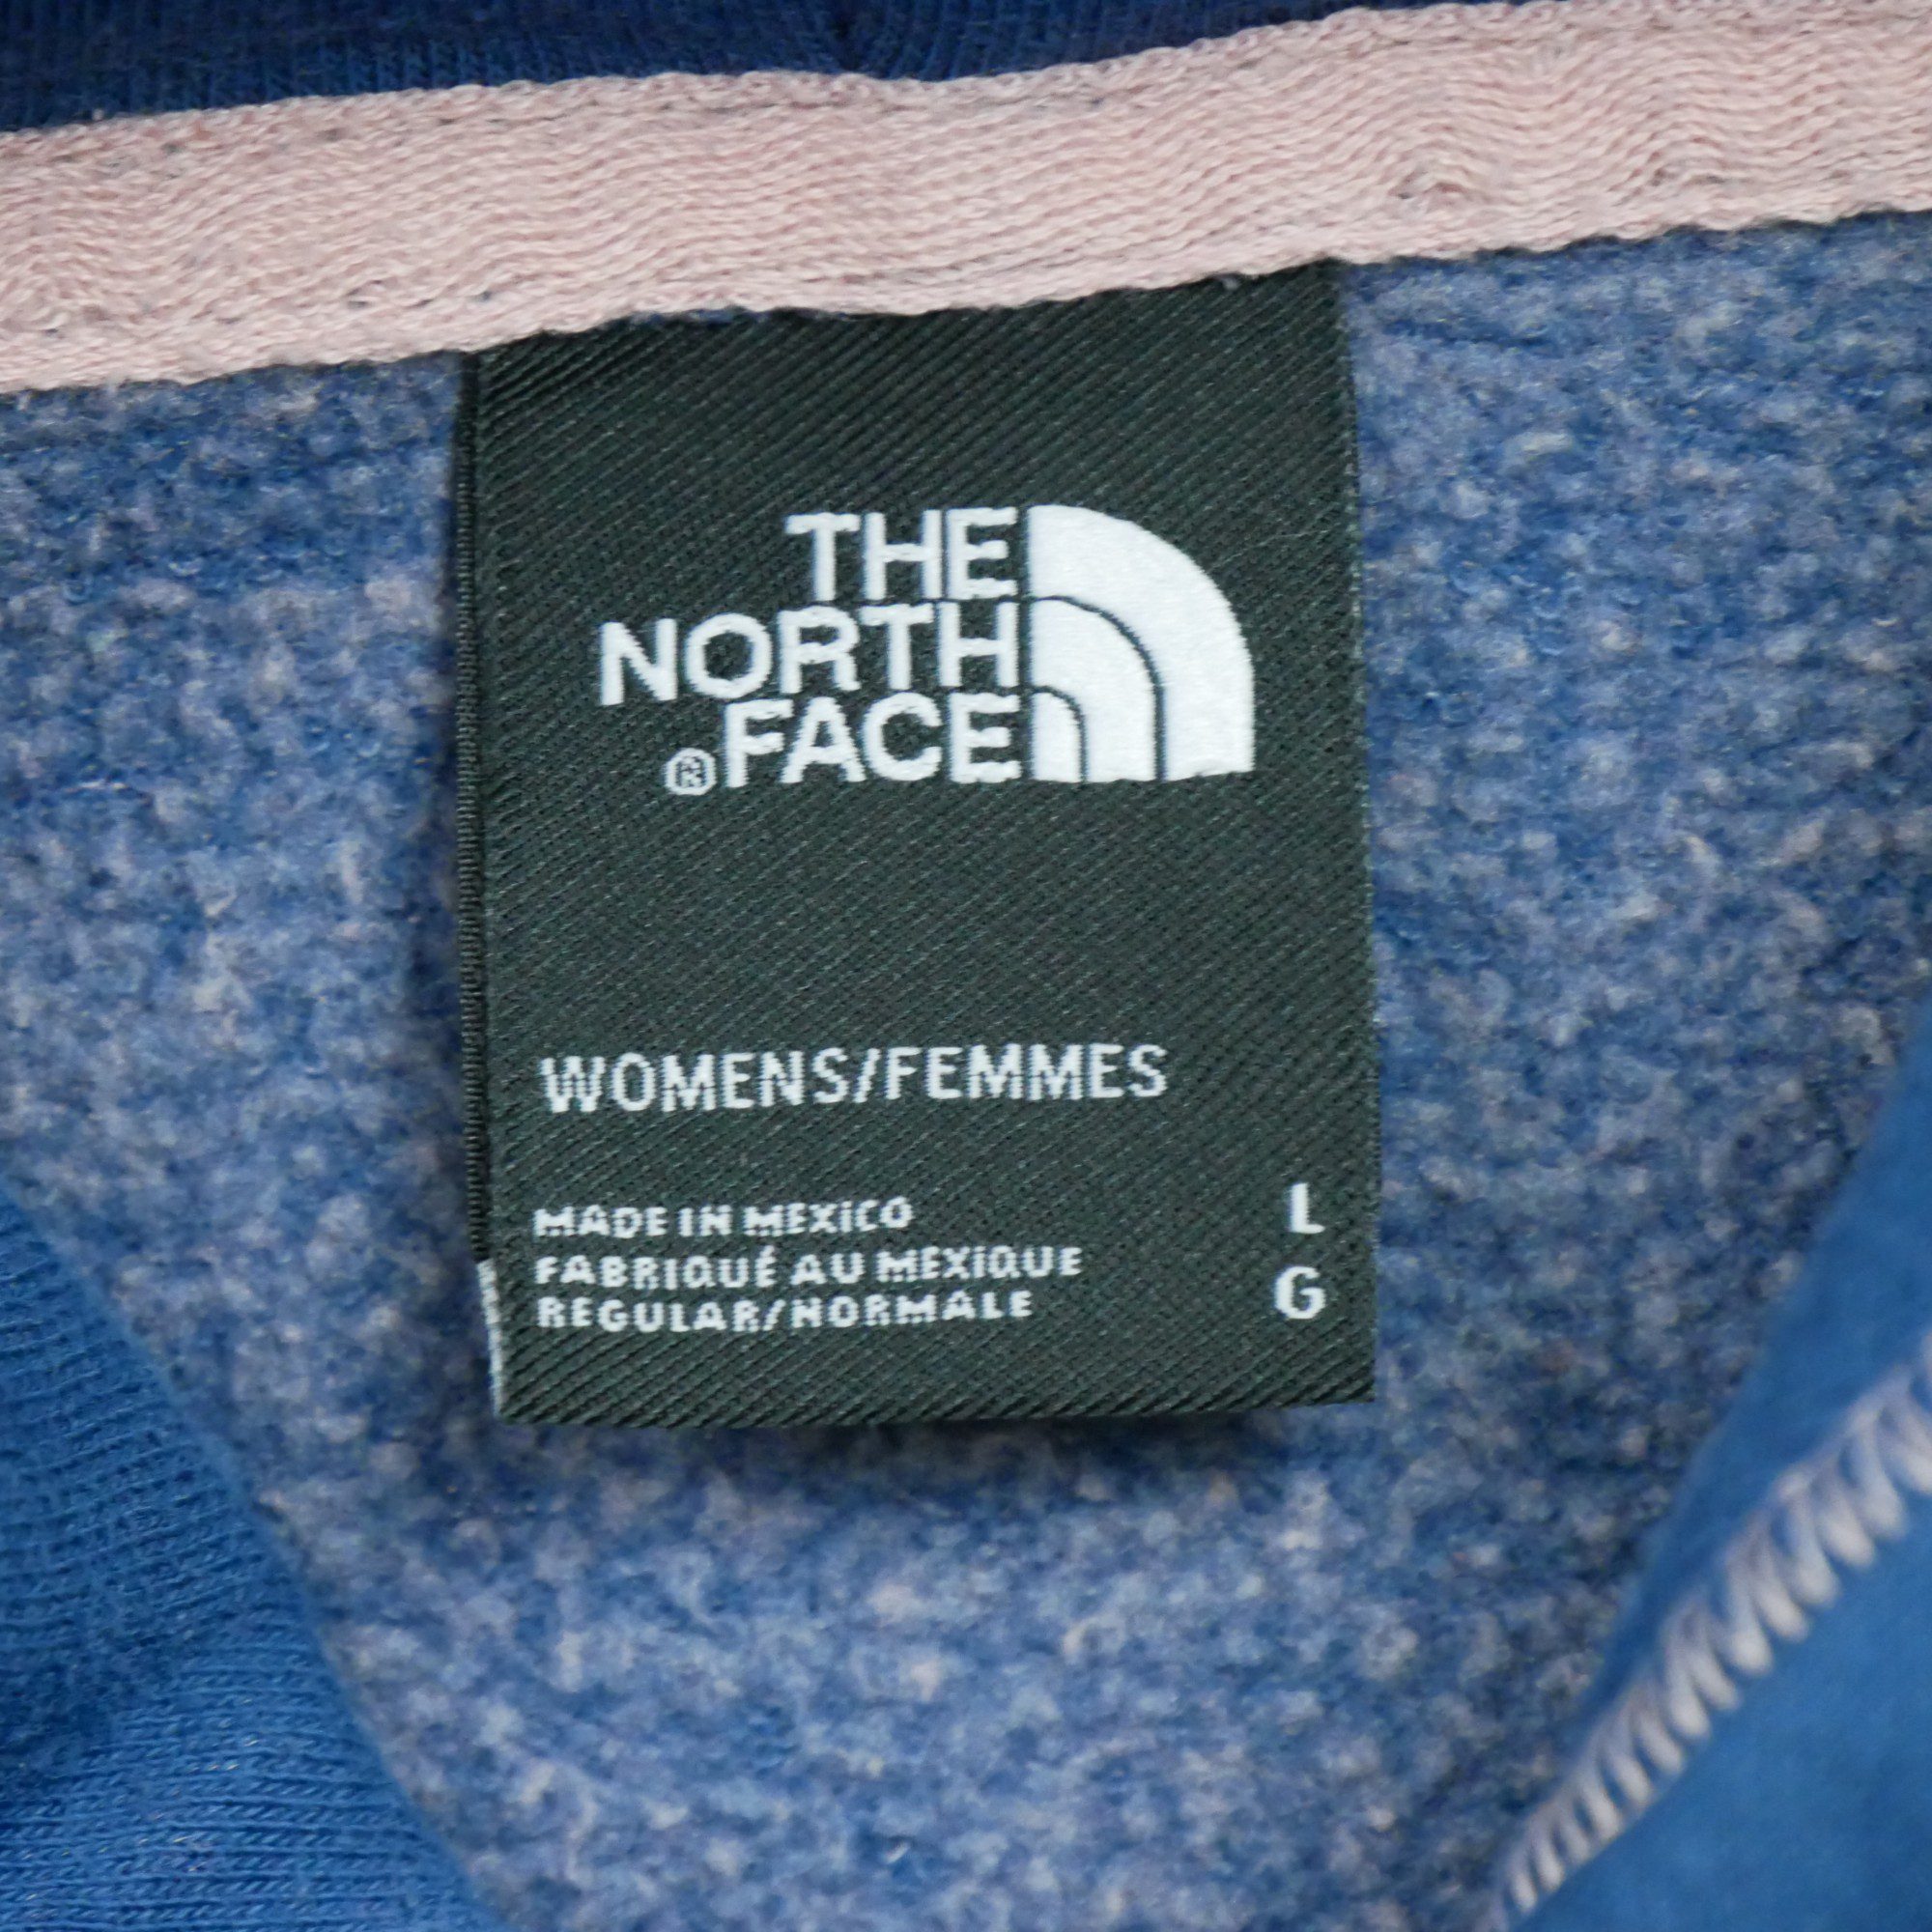 THE
NORTH
®FACE
WOMENS/FEMMES
MADE IN MEXICO L
FABRIQUÉ AU MEXIQUE G
REGULAR/NORMALE